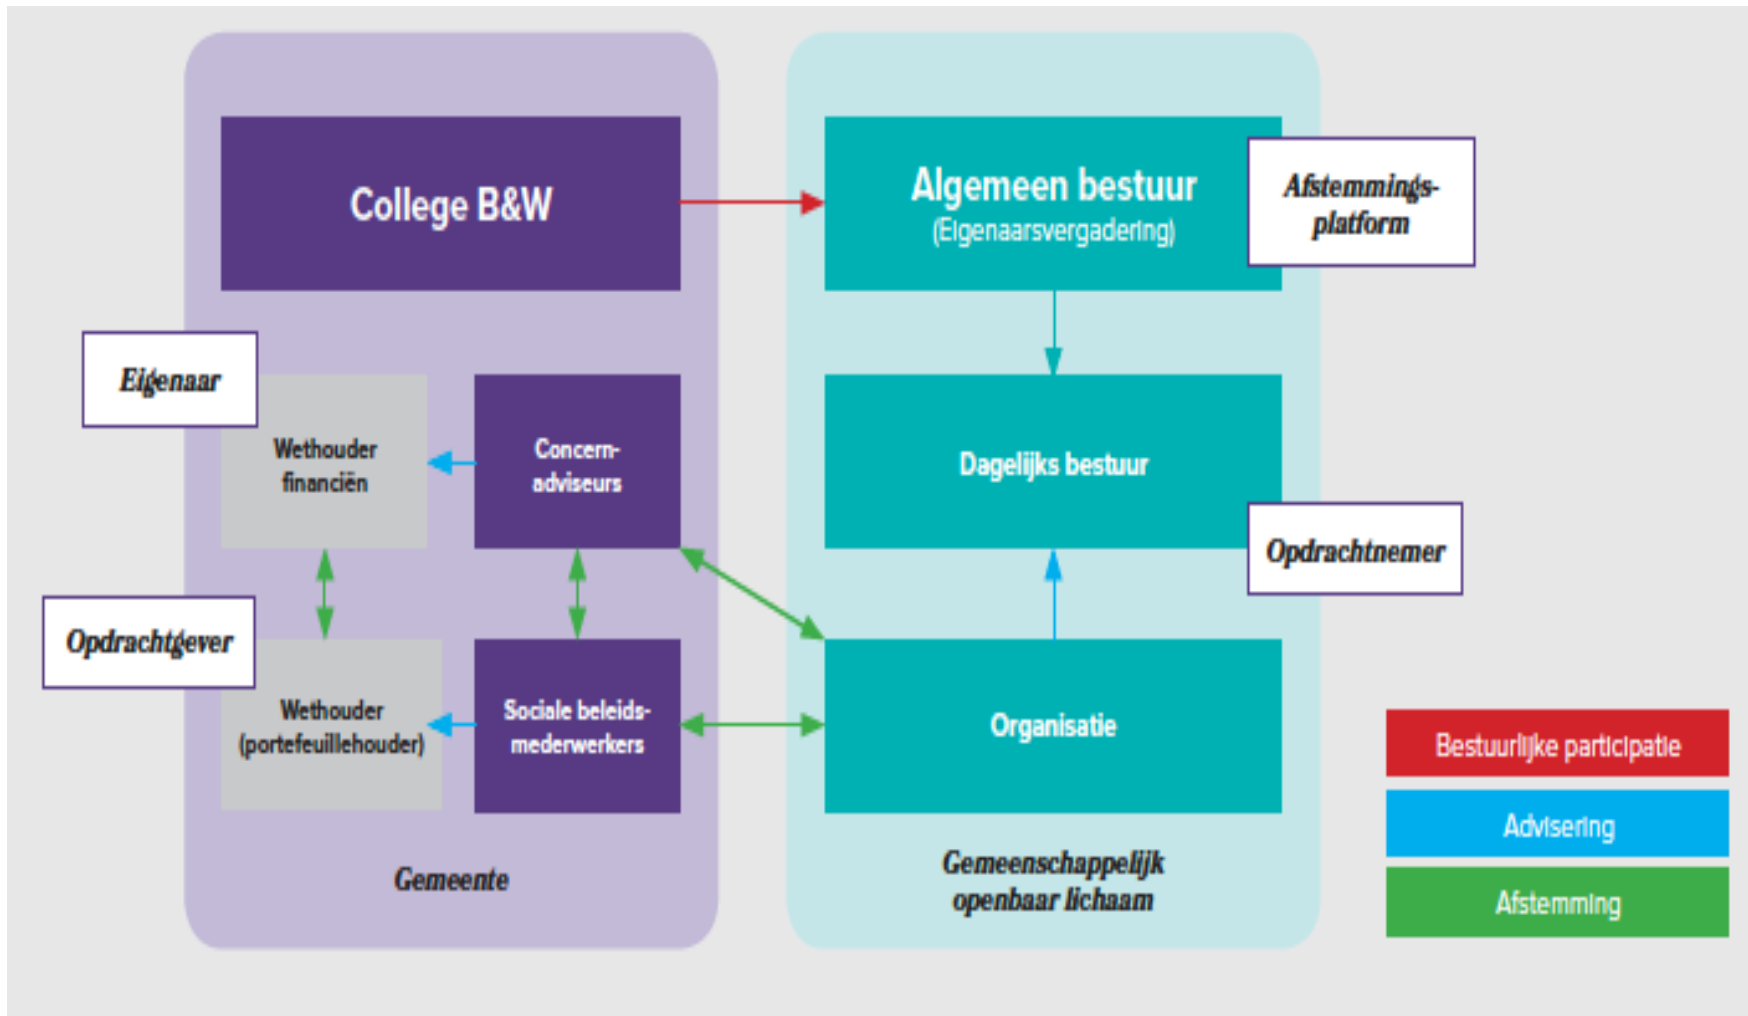 College B&W
Algemeen bestuur
(Eigenaarsvergadering)
Afstemmings-
platform
Eigenaar
Wethouder
financiën
Concern-
adviseurs
Dagelijks bestuur
Opdrachtnemer
Opdrachtgever
Wethouder
(portefeuillehouder)
Sociale beleids-
mederwerkers
Organisatie
Gemeente
Gemeenschappelijk
openbaar lichaam
Bestuurlijke participatie
Advisering
Afstemming